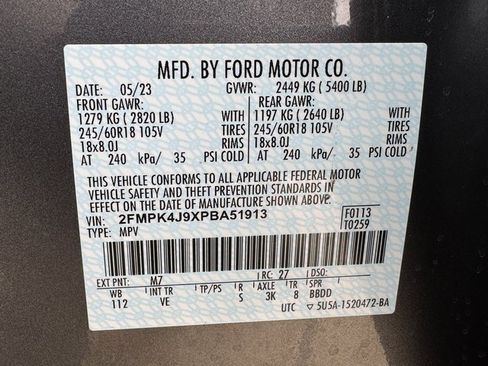 MFD. BY FORD MOTOR CO.
DATE: 05/23 GVWR: 2449 KG ( 5400 LB)
FRONT GAWR: REAR GAWR:
1279 KG ( 2820 LB) 1197 KG ( 2640 LB)
245/60R18 105V TIRES 245/60R18 105V TIRES
18x8.0J RIMS 18x8.0J RIMS
AT 240 kPa/ 35 PSI COLD AT 240 kPa/ 35 PSI COLD
THIS VEHICLE CONFORMS TO ALL APPLICABLE FEDERAL MOTOR
VEHICLE SAFETY AND THEFT PREVENTION STANDARDS IN
EFFECT ON THE DATE OF MANUFACTURE SHOWN ABOVE.
VIN: 2FMPK4J9XPBA51913 F0113
TYPE: MPV T0259
EXT PNT: M7 RC: 27 DSO:
WB INT TR TP/PS R AXLE TR SPR
112 VE S 3K 8 BBDD
UTC ▽ 5U5A-1520472-BA